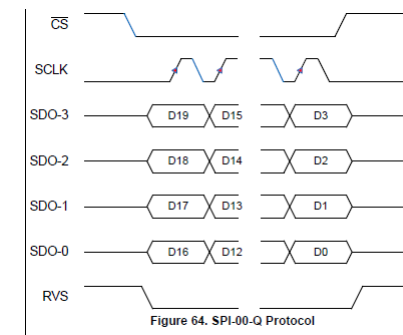 CS
SCLK
SDO-3 D19 D15 D3
SDO-2 D18 D14 D2
SDO-1 D17 D13 D1
SDO-0 D16 D12 D0
RVS
Figure 64. SPI-00-Q Protocol